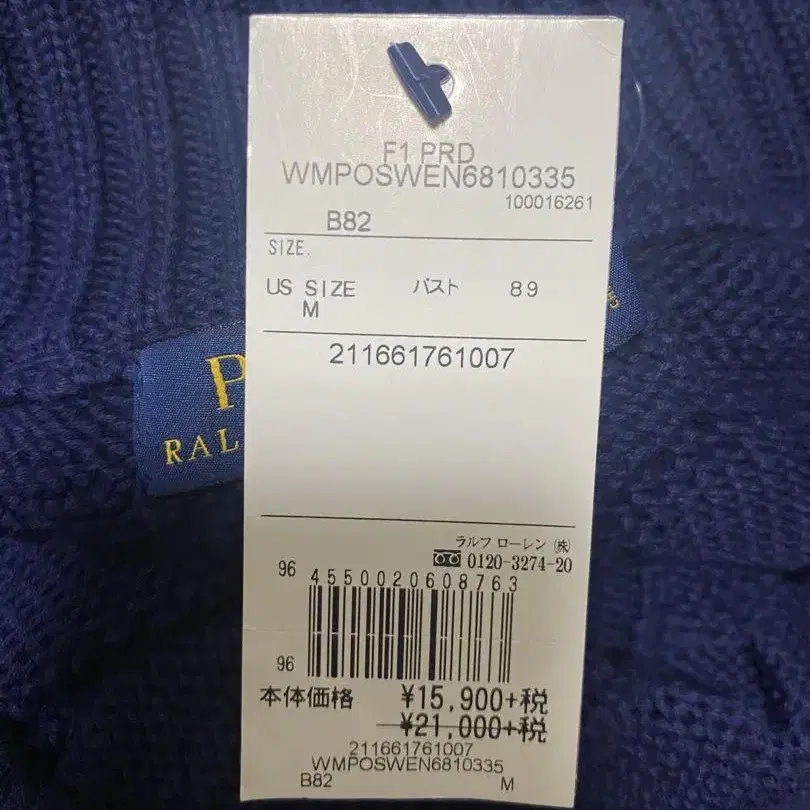 F1 PRD
WMPOSWEN6810335
100016261
B82
SIZE.
US SIZE バスト 89
M
211661761007
P
RAL
ラルフ ローレン (株)
0120-3274-20
96
4550020608763
96
本体価格 ¥15,900+税
¥21,000+税
211661761007
WMPOSWEN6810335
B82 M